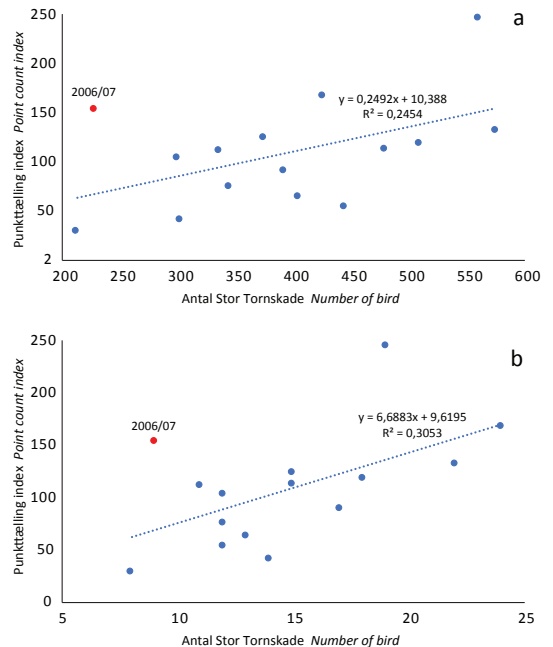 a
250
200
150
100
50
2
Punkttælling index Point count index
2006/07
y = 0,2492x + 10,388
R² = 0,2454
200 250 300 350 400 450 500 550 600
Antal Stor Tornskade Number of bird
b
250
200
150
100
50
0
Punkttælling index Point count index
2006/07
y = 6,6883x + 9,6195
R² = 0,3053
5 10 15 20 25
Antal Stor Tornskade Number of bird